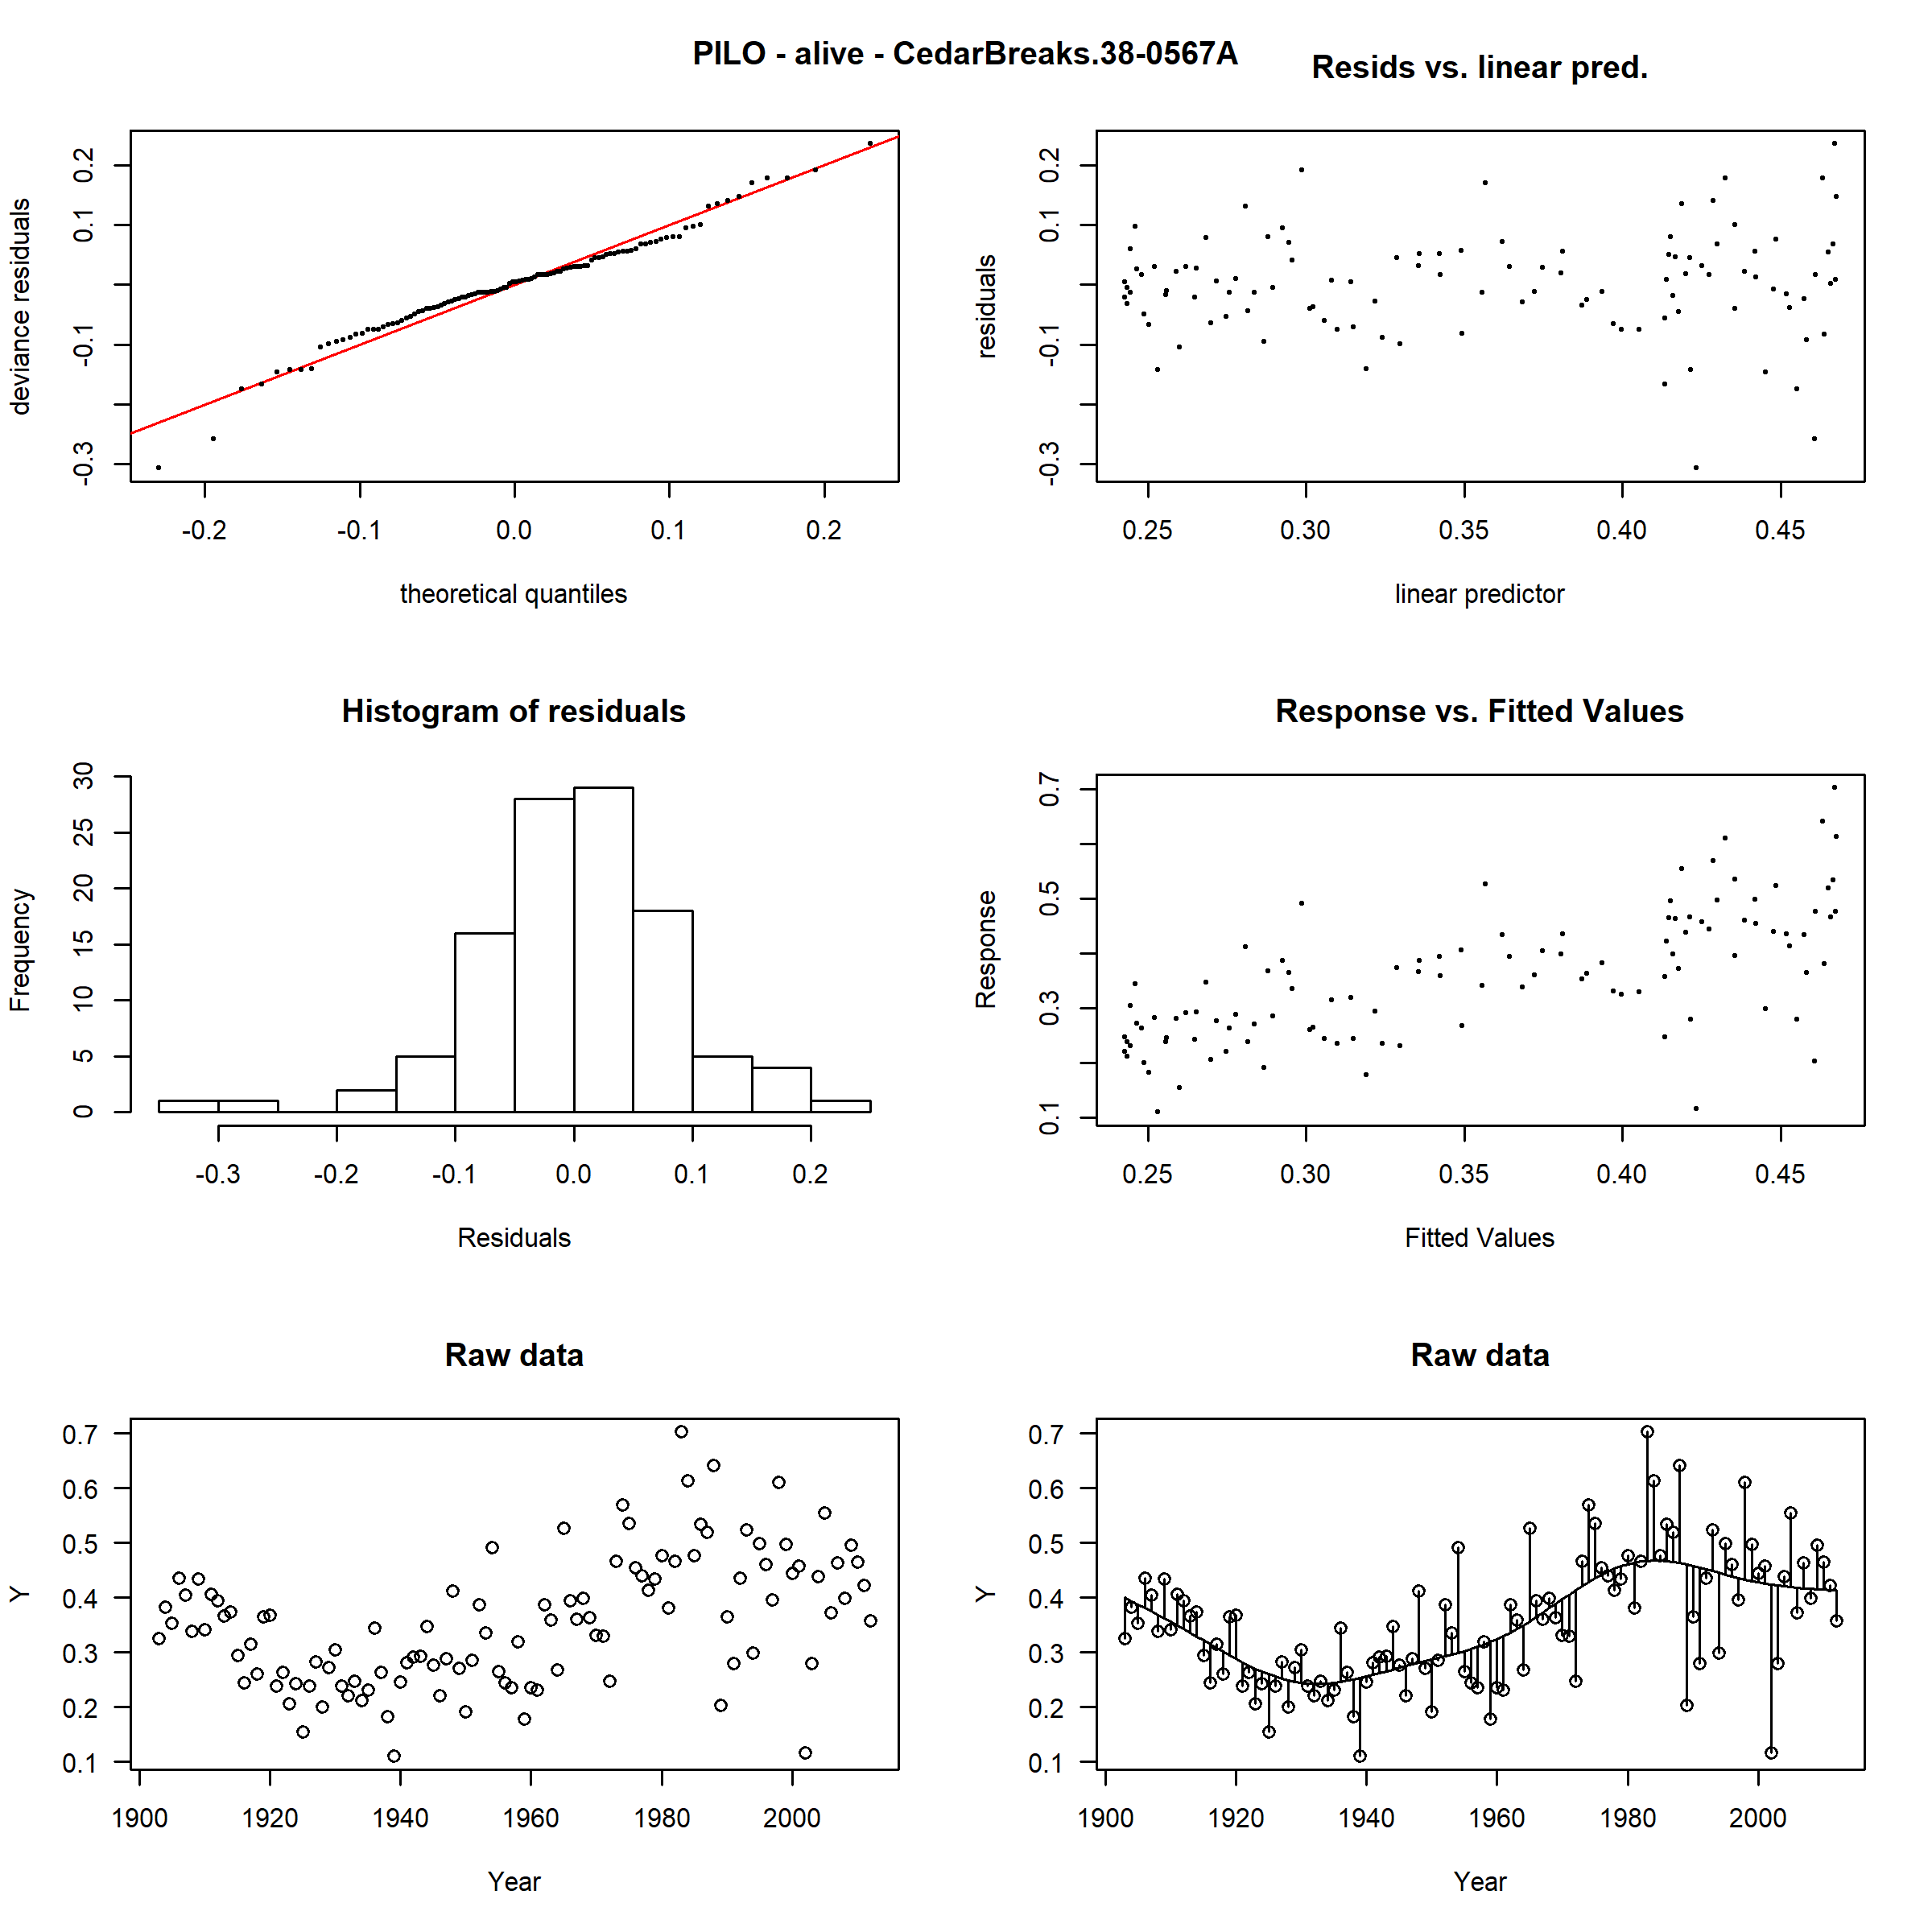 PILO - alive - CedarBreaks.38-0567A
Resids vs. linear pred.
deviance residuals
-0.3 -0.1 0.1 0.2
-0.2 -0.1 0.0 0.1 0.2
theoretical quantiles
residuals
-0.3 -0.1 0.1 0.2
0.25 0.30 0.35 0.40 0.45
linear predictor
Histogram of residuals
Frequency
0 5 10 15 20 25 30
-0.3 -0.2 -0.1 0.0 0.1 0.2
Residuals
Response vs. Fitted Values
Response
0.1 0.3 0.5 0.7
0.25 0.30 0.35 0.40 0.45
Fitted Values
Raw data
Y
0.7
0.6
0.5
0.4
0.3
0.2
0.1
1900 1920 1940 1960 1980 2000
Year
Raw data
Y
0.7
0.6
0.5
0.4
0.3
0.2
0.1
1900 1920 1940 1960 1980 2000
Year